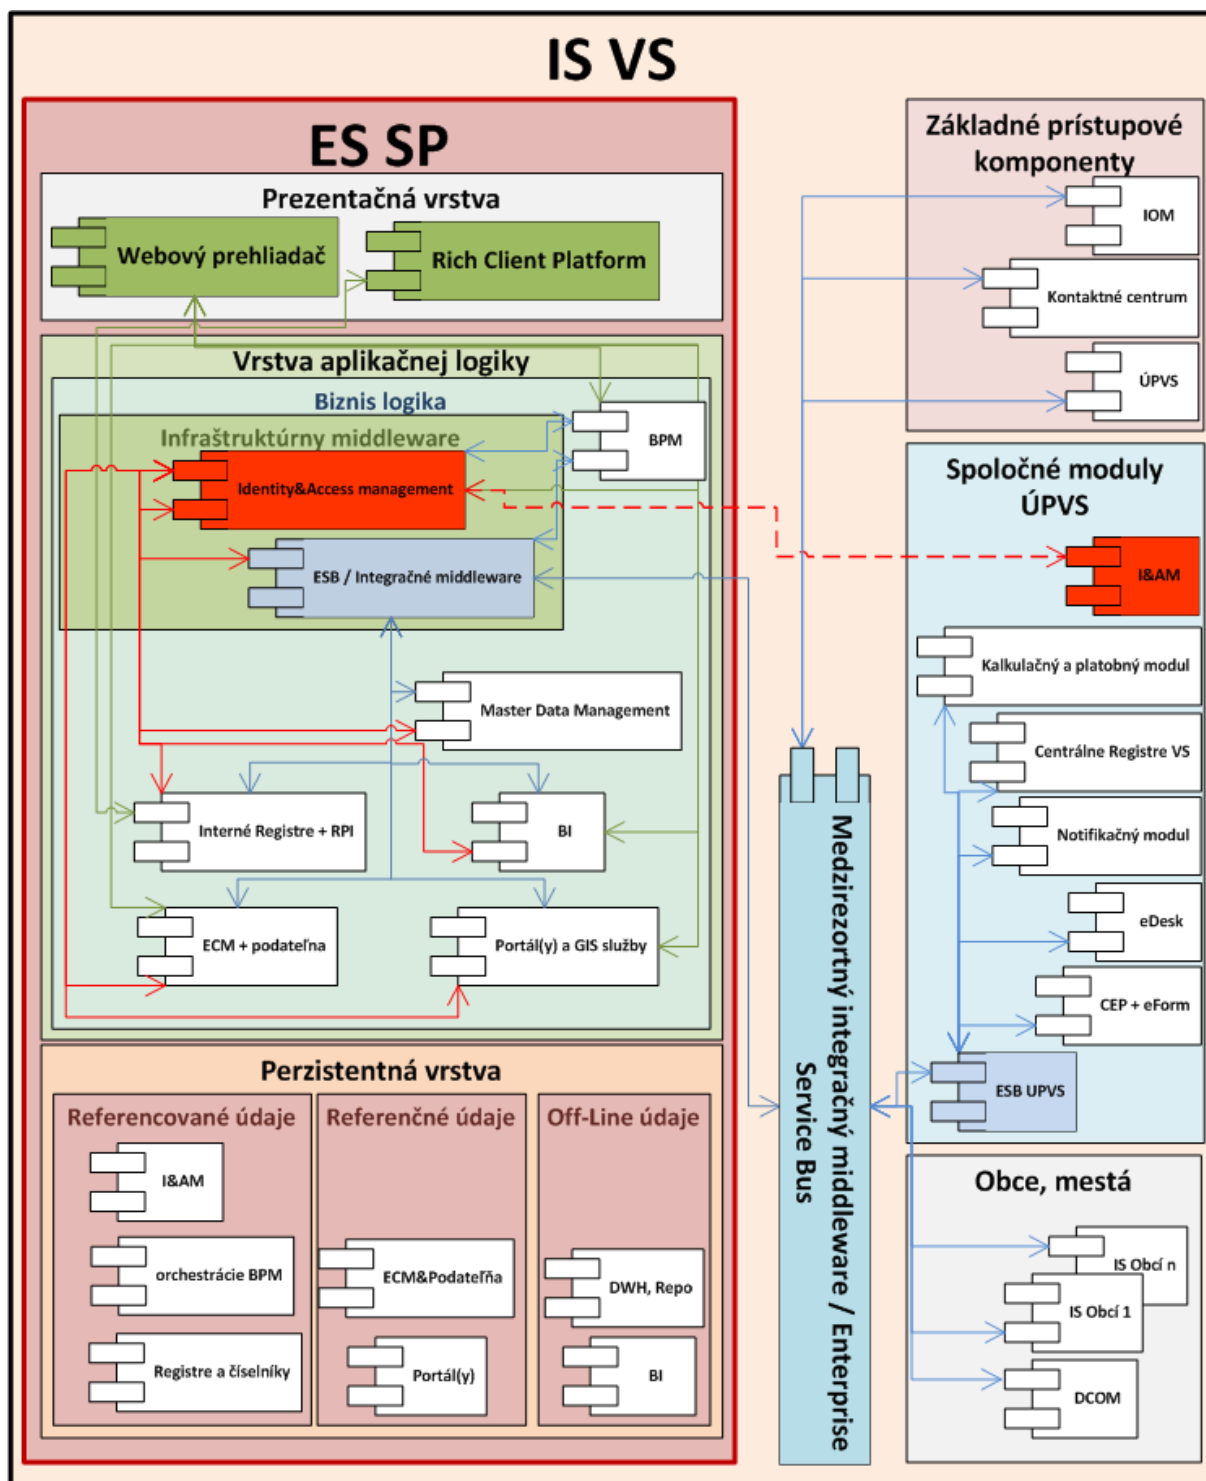 IS VS
ES SP
Prezentačná vrstva
Webový prehliadač
Rich Client Platform
Vrstva aplikačnej logiky
Biznis logika
Infraštruktúrny middleware
BPM
Identity&Access management
ESB / Integračné middleware
Master Data Management
Interné Registre + RPI
BI
ECM + podateľna
Portál(y) a GIS služby
Perzistentná vrstva
Referencované údaje
I&AM
orchestrácie BPM
Registre a číselníky
Referenčné údaje
ECM&Podateľňa
Portál(y)
Off-Line údaje
DWH, Repo
BI
Medzirezortný integračný middleware / Enterprise
Service Bus
Základné prístupové
komponenty
IOM
Kontaktné centrum
ÚPVS
Spoločné moduly
ÚPVS
I&AM
Kalkulačný a platobný modul
Centrálne Registre VS
Notifikačný modul
eDesk
CEP + eForm
ESB UPVS
Obce, mestá
IS Obcí n
IS Obcí 1
DCOM